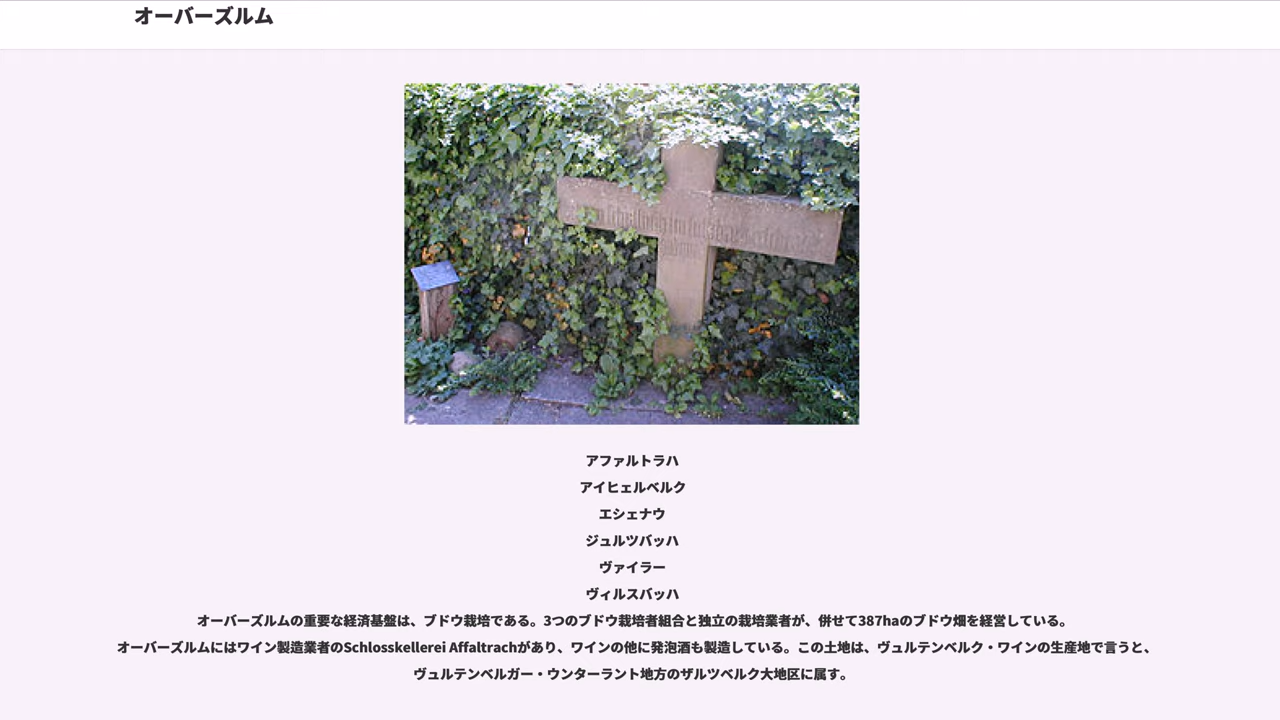 オーバーズルム
アファルトラハ
アイヒェルベルク
エシェナウ
ジュルツバッハ
ヴァイラー
ヴィルスバッハ
オーバーズルムの重要な経済基盤は、ブドウ栽培である。3つのブドウ栽培者組合と独立の栽培業者が、併せて387haのブドウ畑を経営している。
オーバーズルムにはワイン製造業者のSchlosskellerei Affaltrachがあり、ワインの他に発泡酒も製造している。この土地は、ヴュルテンベルク・ワインの生産地で言うと、
ヴュルテンベルガー・ウンターラント地方のザルツベルク大地区に属す。